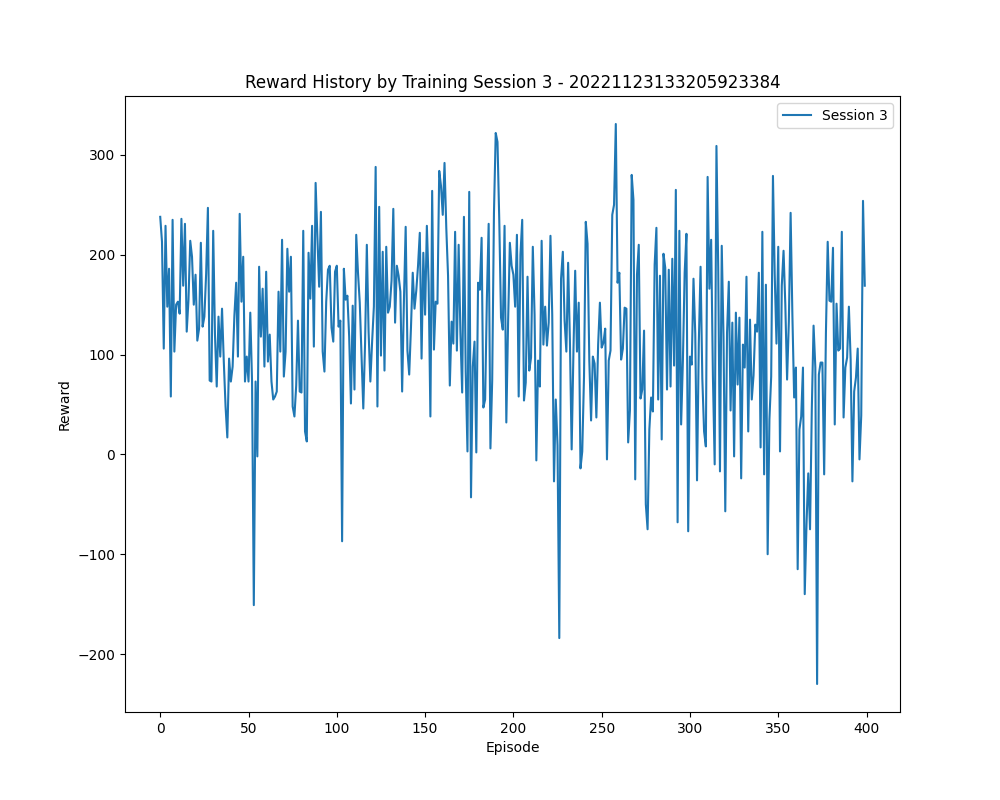 Reward History by Training Session 3 - 20221123133205923384
Session 3
300
200
100
0
−100
−200
Reward
0 50 100 150 200 250 300 350 400
Episode